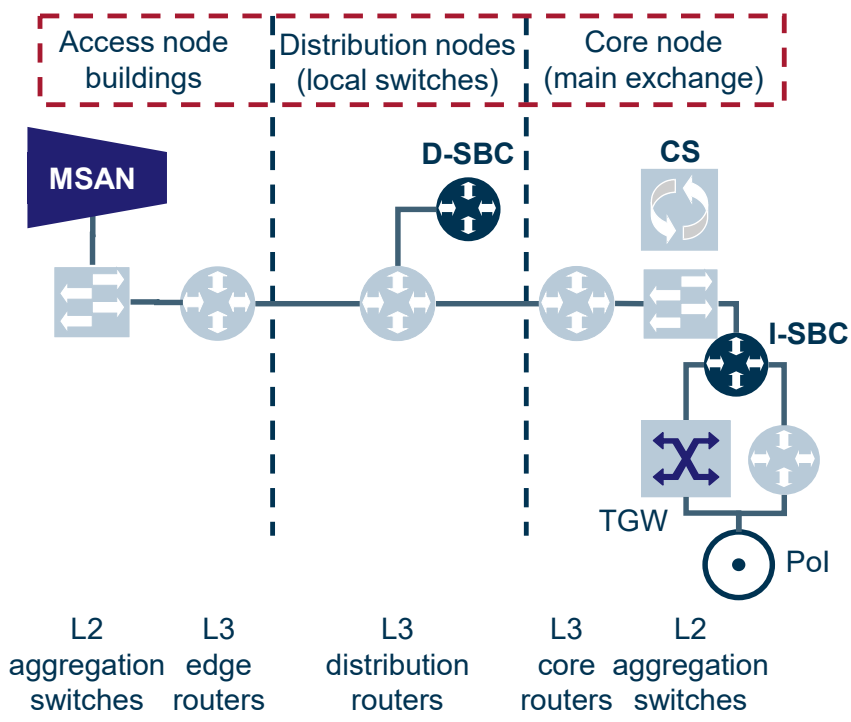 Access node
buildings
Distribution nodes
(local switches)
Core node
(main exchange)
MSAN
D-SBC
CS
I-SBC
TGW
PoI
L2
aggregation
switches
L3
edge
routers
L3
distribution
routers
L3
core
routers
L2
aggregation
switches